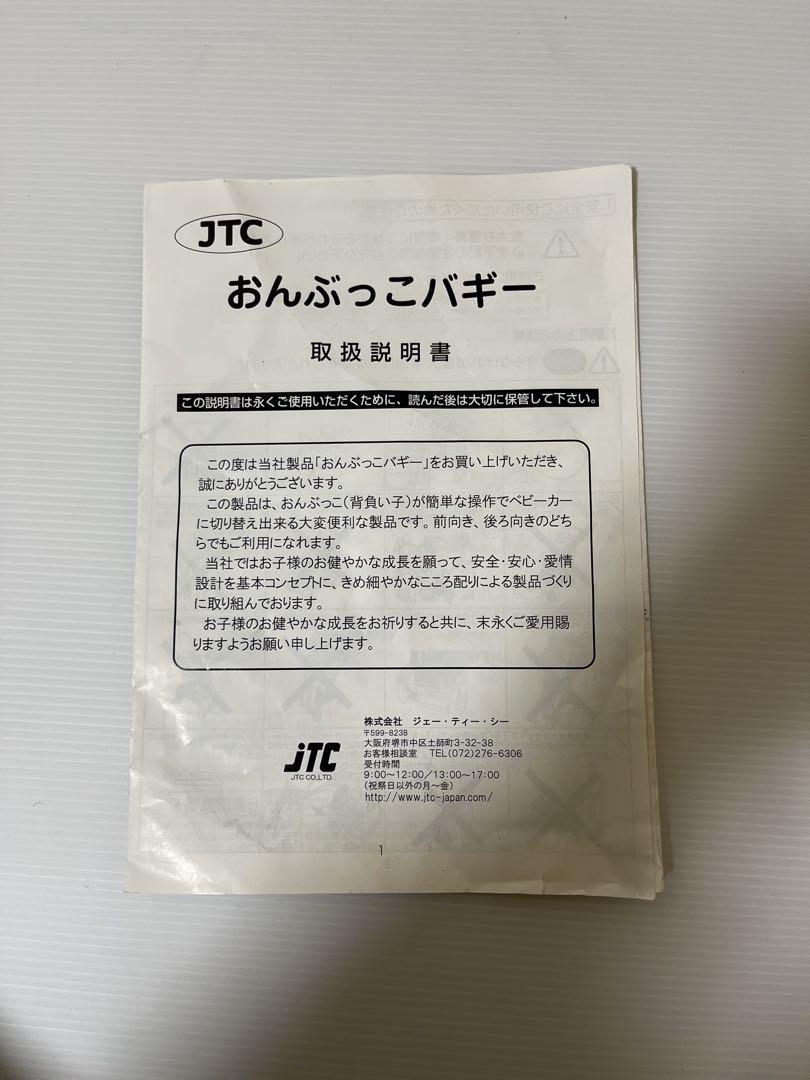 JTC
おんぶっこバギー
取扱説明書
この説明書は永くご使用いただくために、読んだ後は大切に保管して下さい。
この度は当社製品「おんぶっこバギー」をお買い上げいただき、
誠にありがとうございます。
この製品は、おんぶっこ(背負い子)が簡単な操作でベビーカー
に切り替え出来る大変便利な製品です。前向き、後ろ向きのどち
らでもご利用になれます。
当社ではお子様のお健やかな成長を願って、安全・安心・愛情
設計を基本コンセプトに、きめ細やかなこころ配りによる製品づくり
に取り組んでおります。
お子様のお健やかな成長をお祈りすると共に、末永くご愛用賜
りますようお願い申し上げます。
JTC
JTC CO.,LTD.
株式会社 ジェー・ティー・シー
〒599-8238
大阪府堺市中区土師町3-32-38
お客様相談室 TEL(072)276-6306
受付時間
9:00〜12:00/13:00〜17:00
(祝祭日以外の月〜金)
http://www.jtc-japan.com/
1